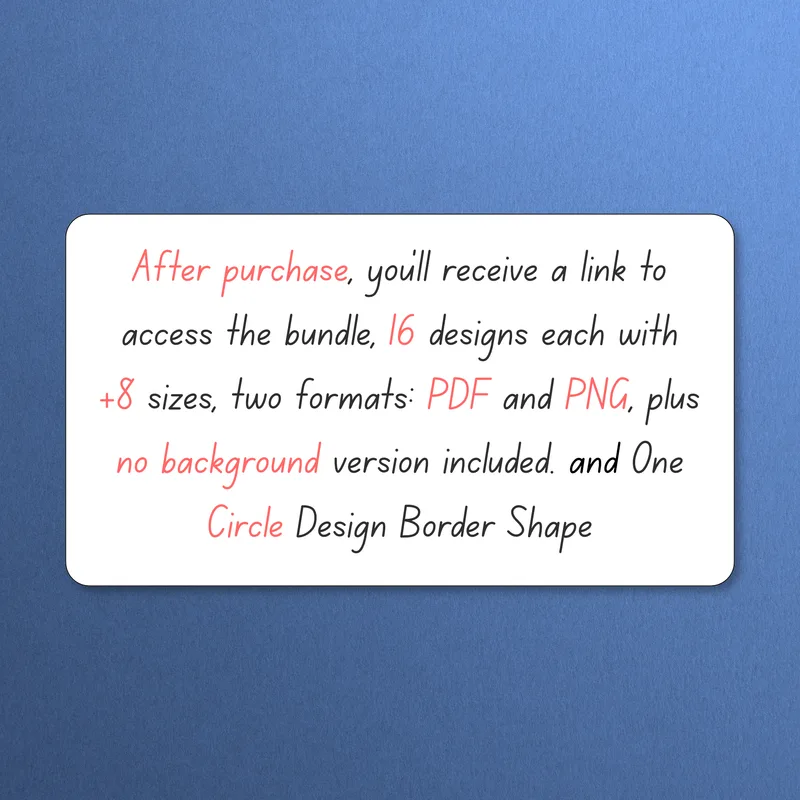 After purchase, you'll receive a link to
access the bundle, 16 designs each with
+8 sizes, two formats: PDF and PNG, plus
no background version included. and One
Circle Design Border Shape